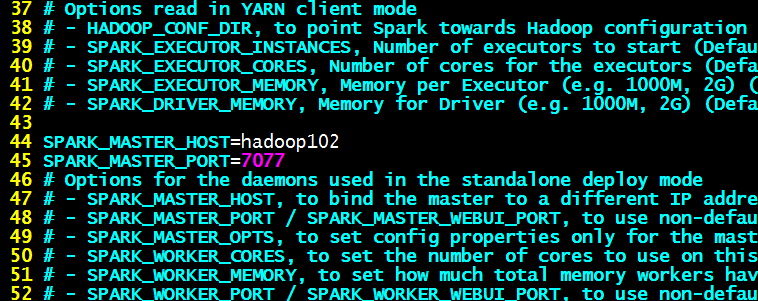 37 # Options read in YARN client mode
38 # - HADOOP_CONF_DIR, to point Spark towards Hadoop configuration
39 # - SPARK_EXECUTOR_INSTANCES, Number of executors to start (Defau
40 # - SPARK_EXECUTOR_CORES, Number of cores for the executors (Defa
41 # - SPARK_EXECUTOR_MEMORY, Memory per Executor (e.g. 1000M, 2G) (
42 # - SPARK_DRIVER_MEMORY, Memory for Driver (e.g. 1000M, 2G) (Defa
43
44 SPARK_MASTER_HOST=hadoop102
45 SPARK_MASTER_PORT=7077
46 # Options for the daemons used in the standalone deploy mode
47 # - SPARK_MASTER_HOST, to bind the master to a different IP addre
48 # - SPARK_MASTER_PORT / SPARK_MASTER_WEBUI_PORT, to use non-defau
49 # - SPARK_MASTER_OPTS, to set config properties only for the mast
50 # - SPARK_WORKER_CORES, to set the number of cores to use on this
51 # - SPARK_WORKER_MEMORY, to set how much total memory workers hav
52 # - SPARK_WORKER_PORT / SPARK_WORKER_WEBUI_PORT, to use non-defau